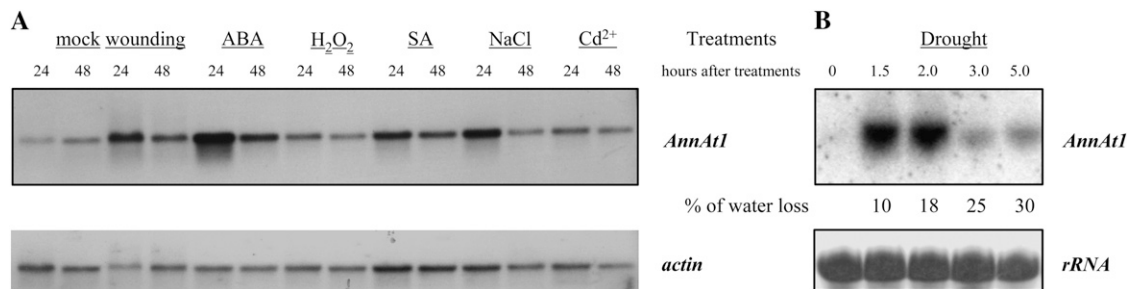 A
B
mock wounding ABA H2O2 SA NaCl Cd2+ Treatments Drought
24 48 24 48 24 48 24 48 24 48 24 48 24 48 hours after treatments 0 1.5 2.0 3.0 5.0
AnnAt1 AnnAt1
% of water loss 10 18 25 30
actin rRNA